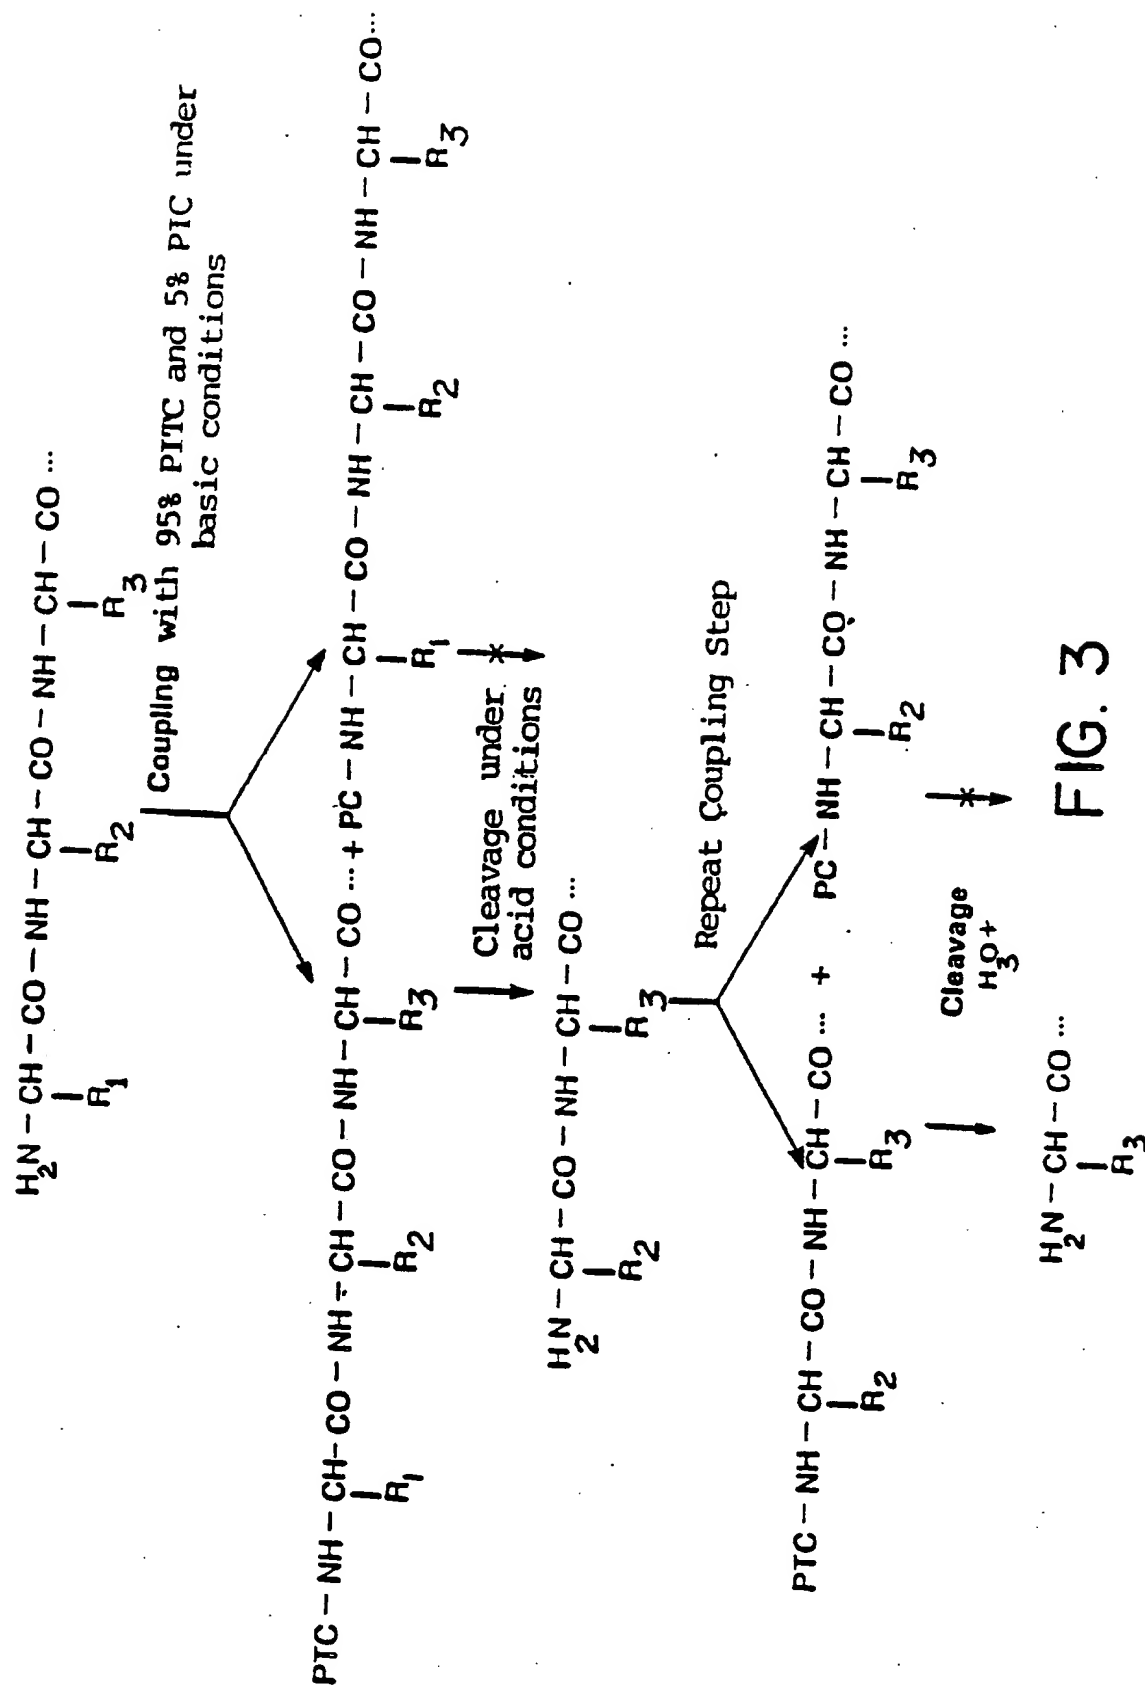 H2N–CH–CO–NH–CH–CO–NH–CH–CO...
R1 R2 R3
Coupling with 95% PITC and 5% PIC under
basic conditions
PTC–NH–CH–CO–NH–CH–CO–NH–CH–CO...+PC–NH–CH–CO–NH–CH–CO–NH–CH–CO...
R1 R2 R3 R1 R2 R3
Cleavage under
acid conditions
H2N–CH–CO–NH–CH–CO...
R2 R3
Repeat Coupling Step
PTC–NH–CH–CO–NH–CH–CO... + PC–NH–CH–CO–NH–CH–CO...
R2 R3 R2 R3
Cleavage
H3O+
H2N–CH–CO...
R3
FIG. 3